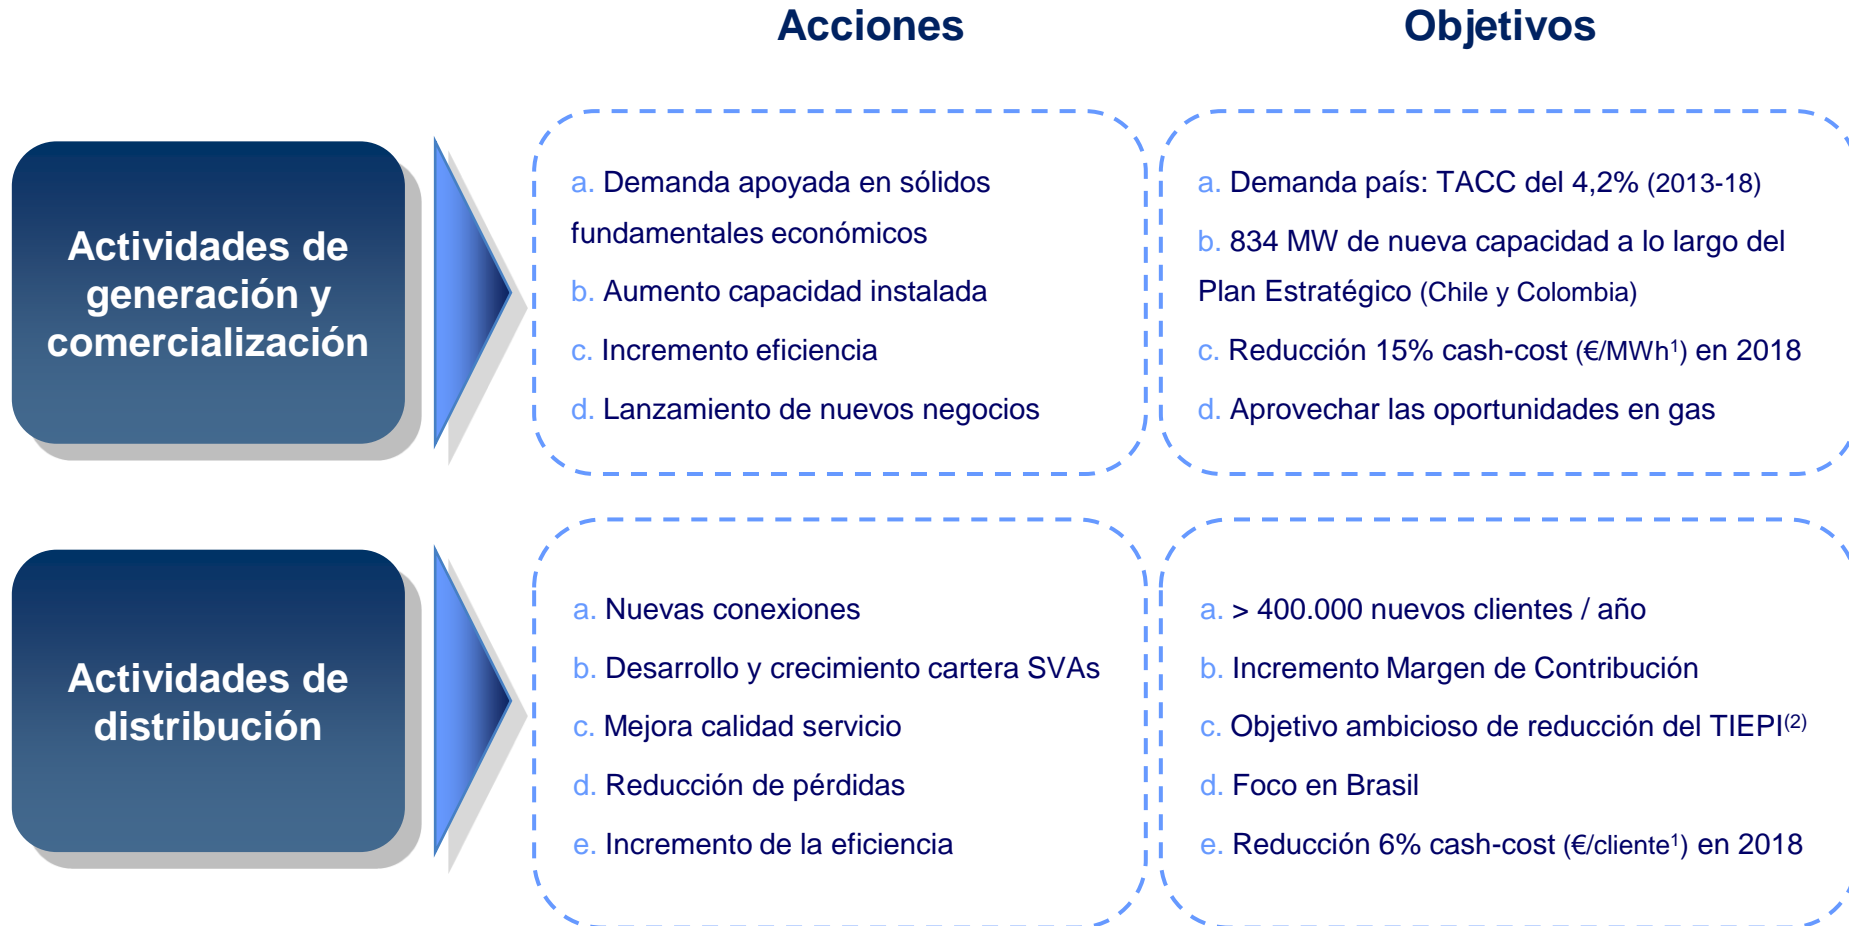 Acciones
Objetivos
Actividades de
generación y
comercialización
a. Demanda apoyada en sólidos
fundamentales económicos
b. Aumento capacidad instalada
c. Incremento eficiencia
d. Lanzamiento de nuevos negocios
a. Demanda país: TACC del 4,2% (2013-18)
b. 834 MW de nueva capacidad a lo largo del
Plan Estratégico (Chile y Colombia)
c. Reducción 15% cash-cost (€/MWh¹) en 2018
d. Aprovechar las oportunidades en gas
Actividades de
distribución
a. Nuevas conexiones
b. Desarrollo y crecimiento cartera SVAs
c. Mejora calidad servicio
d. Reducción de pérdidas
e. Incremento de la eficiencia
a. > 400.000 nuevos clientes / año
b. Incremento Margen de Contribución
c. Objetivo ambicioso de reducción del TIEPI⁽²⁾
d. Foco en Brasil
e. Reducción 6% cash-cost (€/cliente¹) en 2018